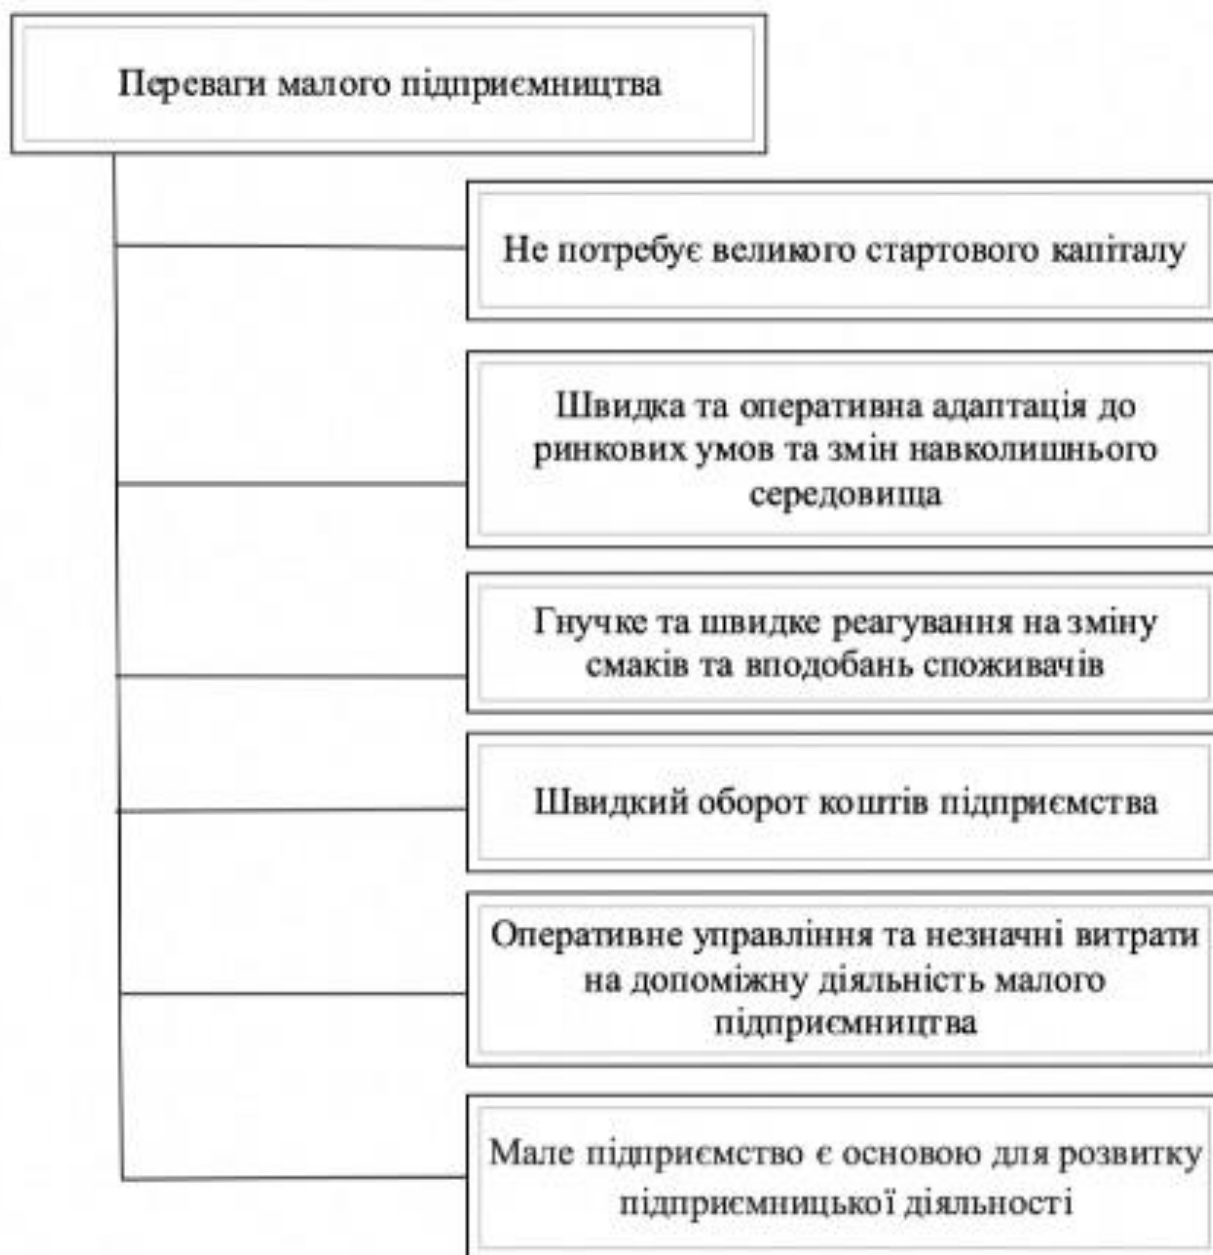 Переваги малого підприємництва
Не потребує великого стартового капіталу
Швидка та оперативна адаптація до
ринкових умов та змін навколишнього
середовища
Гнучке та швидке реагування на зміну
смаків та вподобань споживачів
Швидкий оборот коштів підприємства
Оперативне управління та незначні витрати
на допоміжну діяльність малого
підприємництва
Мале підприємство є основою для розвитку
підприємницької діяльності